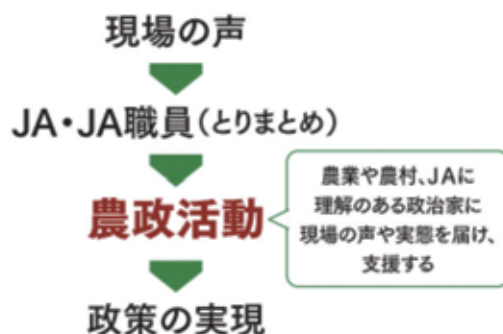 現場の声
JA・JA職員（とりまとめ）
農政活動
農業や農村、JAに
理解のある政治家に
現場の声や実態を届け、
支援する
政策の実現